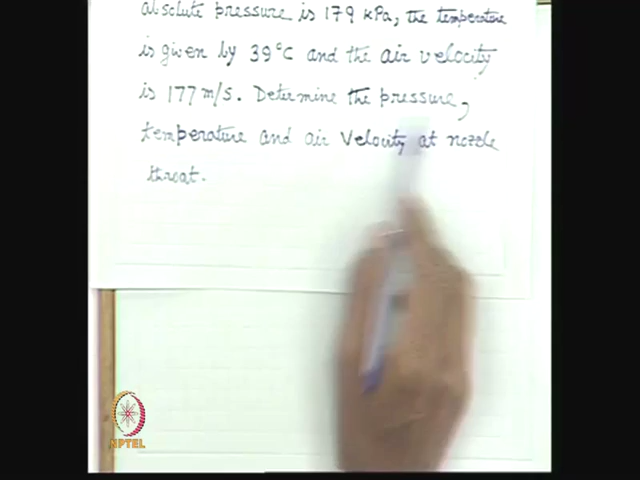 absolute pressure is 179 kPa, the temperature
is given by 39°C and the air velocity
is 177 m/s. Determine the pressure,
temperature and air velocity at nozzle
throat.
NPTEL